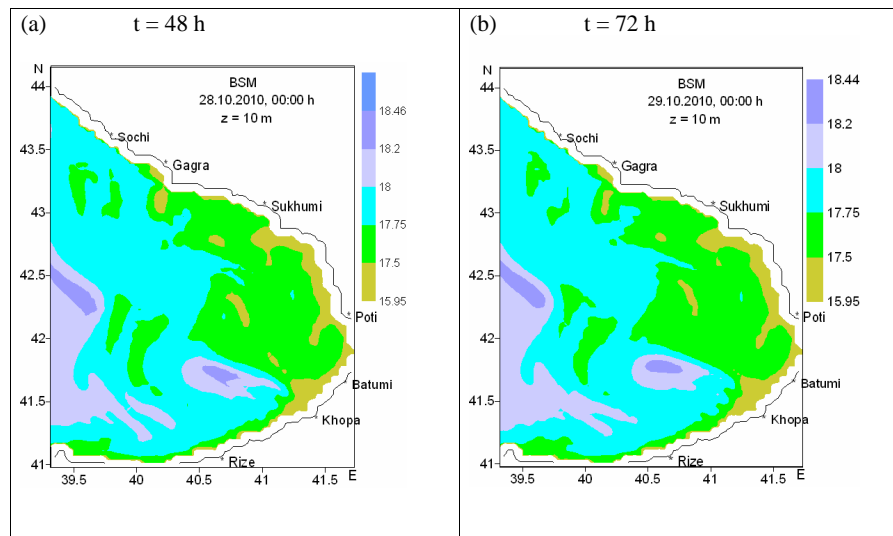 (a) t = 48 h
N
44
43.5
43
42.5
42
41.5
41
39.5 40 40.5 41 41.5
E
BSM
28.10.2010, 00:00 h
z = 10 m
* Sochi
* Gagra
* Sukhumi
* Poti
* Batumi
* Khopa
* Rize
18.46
18.2
18
17.75
17.5
15.95
(b) t = 72 h
N
44
43.5
43
42.5
42
41.5
41
39.5 40 40.5 41 41.5
E
BSM
29.10.2010, 00:00 h
z = 10 m
* Sochi
* Gagra
* Sukhumi
* Poti
* Batumi
* Khopa
* Rize
18.44
18.2
18
17.75
17.5
15.95